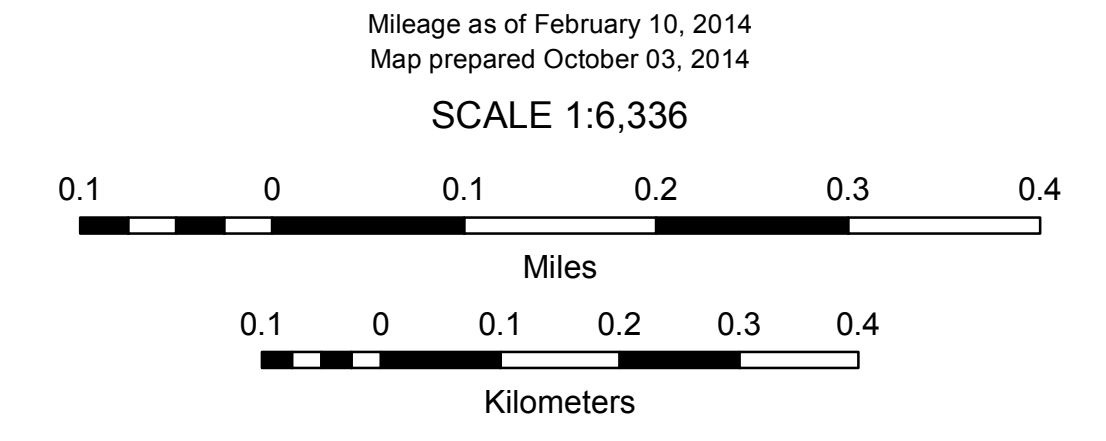 Mileage as of February 10, 2014
Map prepared October 03, 2014
SCALE 1:6,336
0.1 0 0.1 0.2 0.3 0.4
Miles
0.1 0 0.1 0.2 0.3 0.4
Kilometers